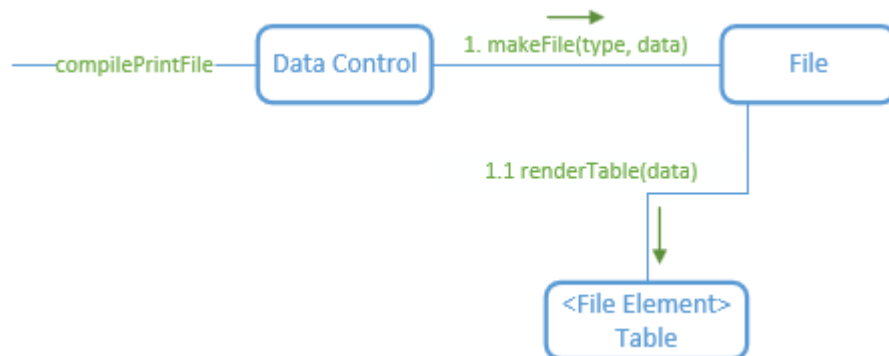 1. makeFile(type, data)
compilePrintFile
Data Control
File
1.1 renderTable(data)
<File Element>
Table